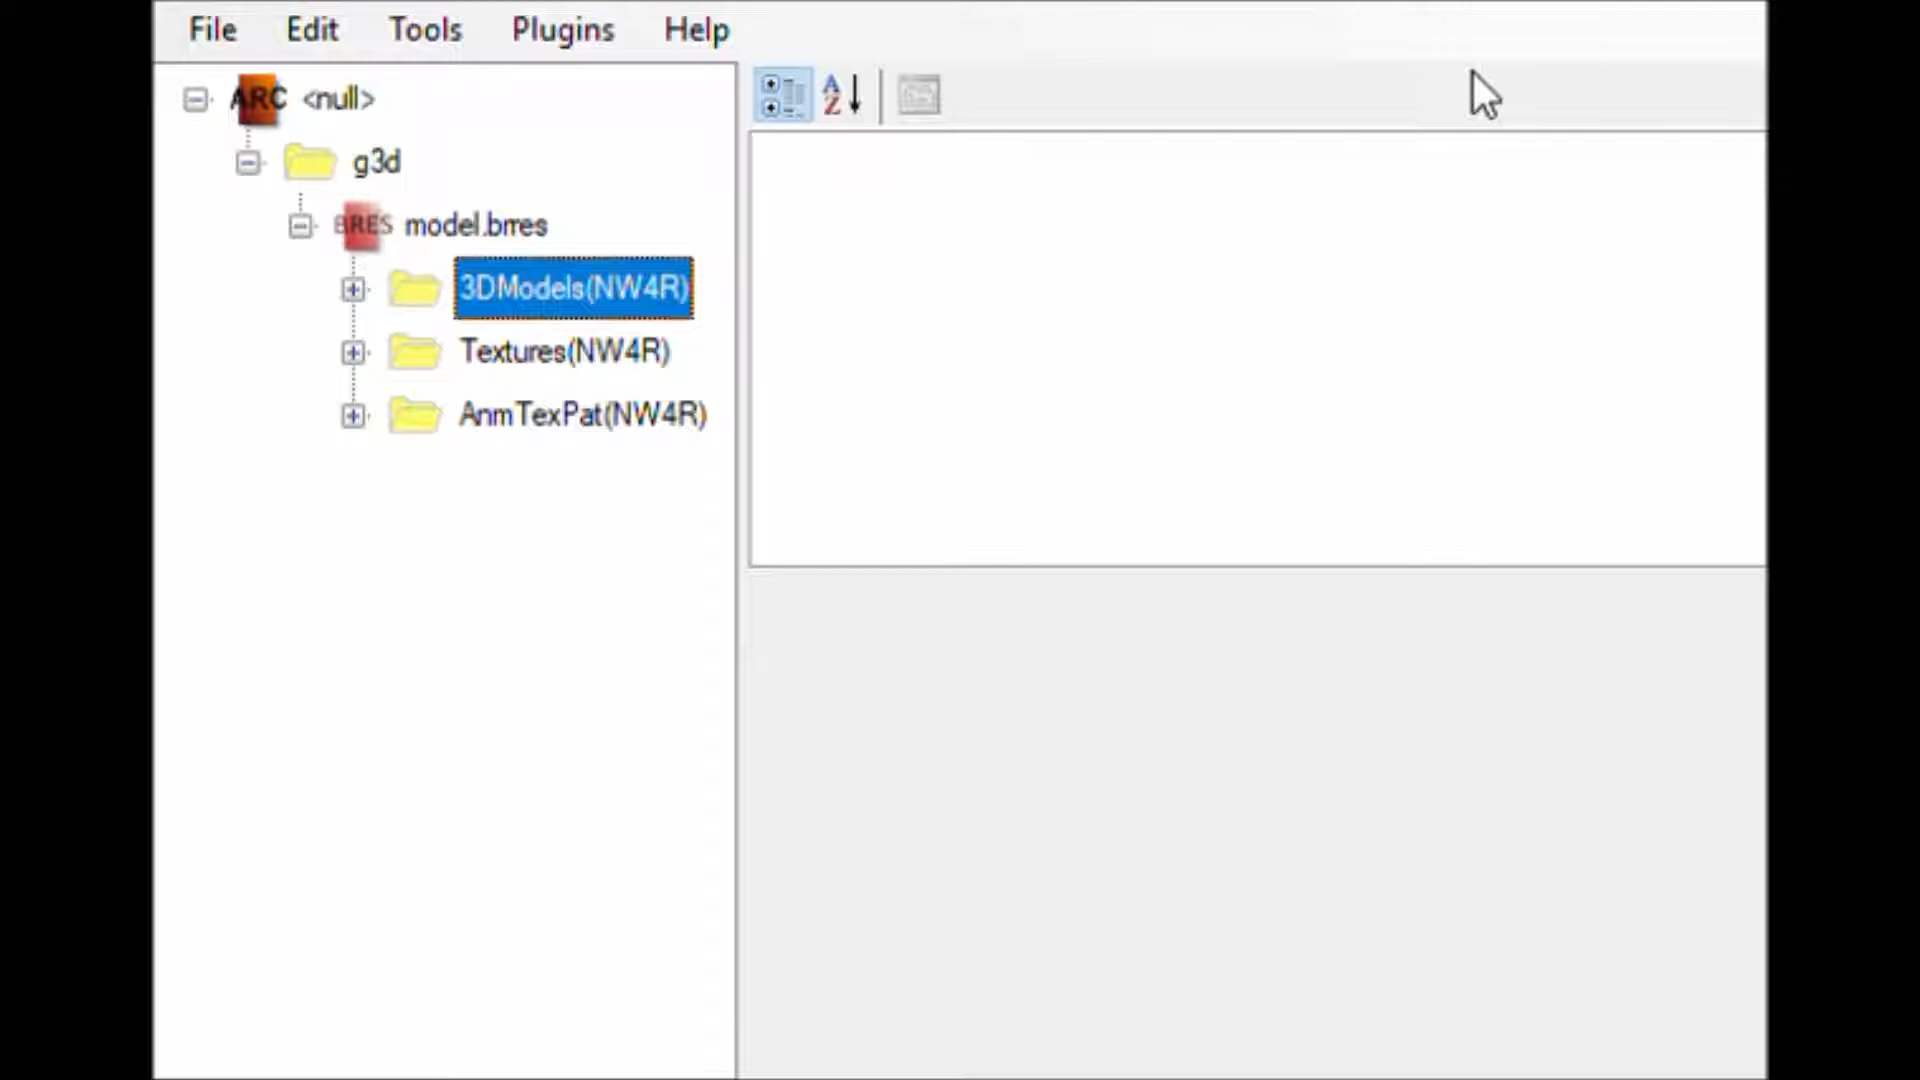 File Edit Tools Plugins Help
ARC <null>
g3d
BRES model.brres
3DModels(NW4R)
Textures(NW4R)
AnmTexPat(NW4R)
A
Z